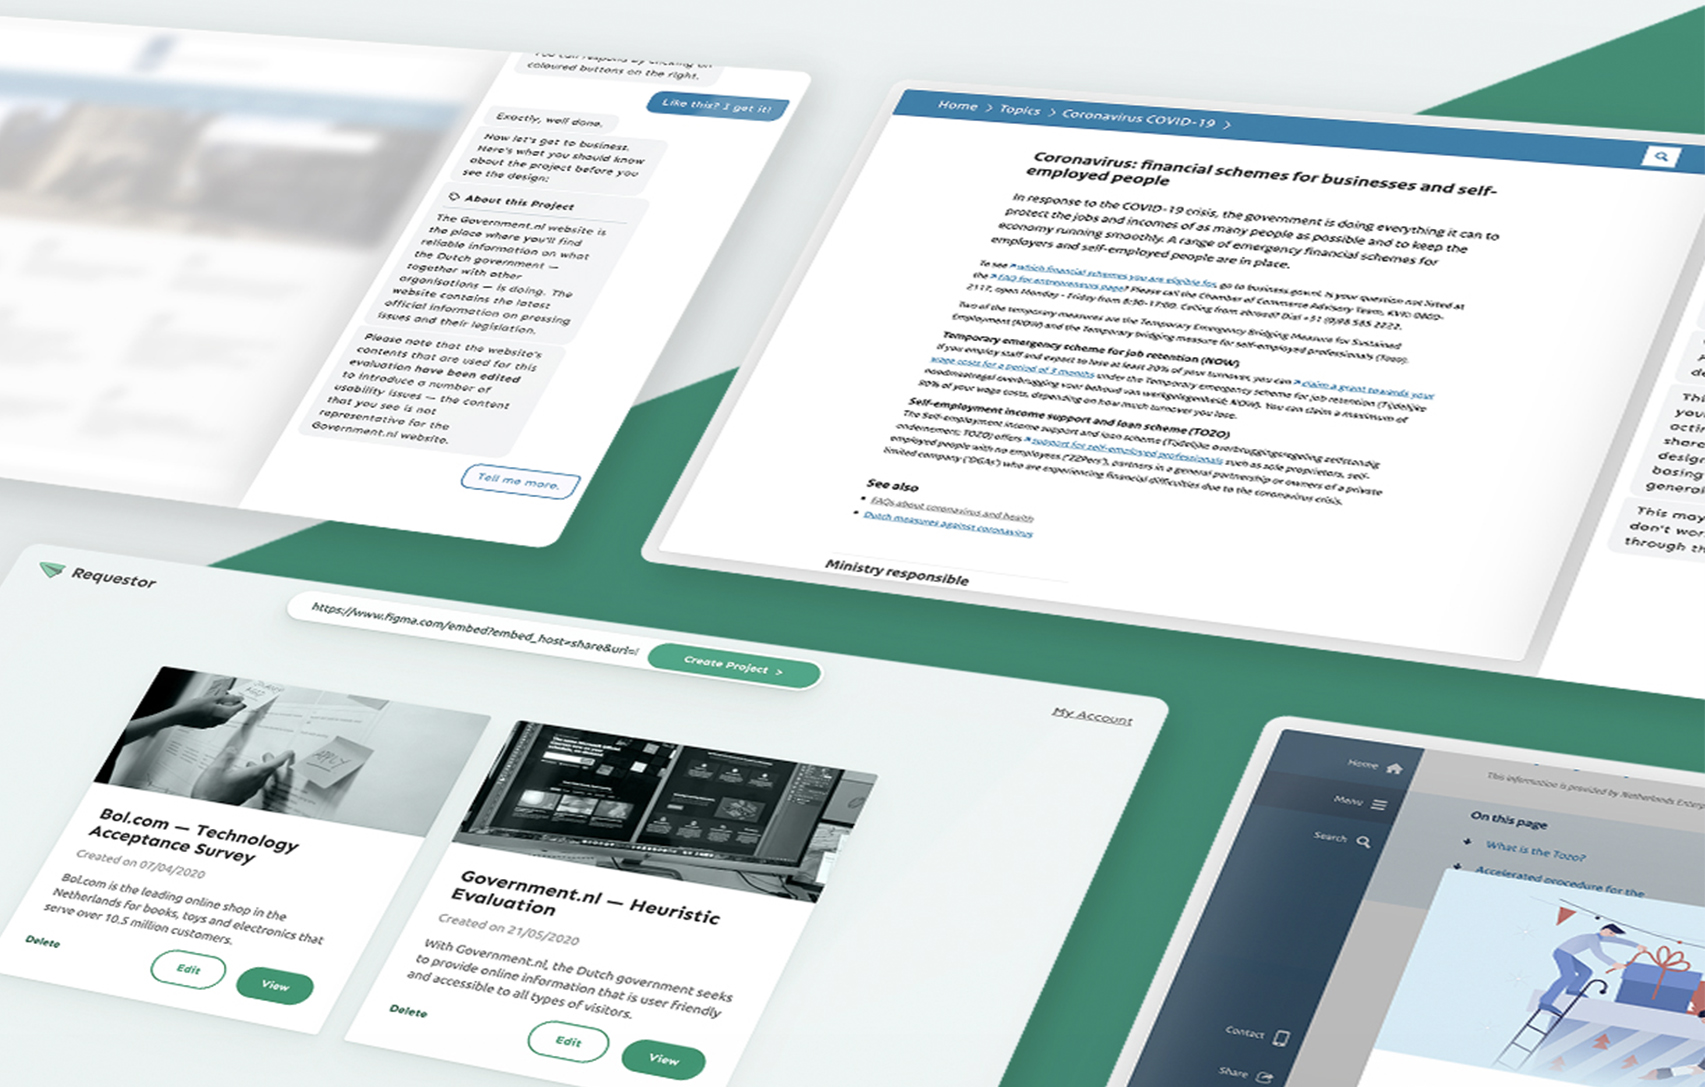 coloured buttons on the right.
Like this? I get it!
Exactly, well done.
Now let's get to business.
Here's what you should know
about the project before you
see the design:
About this Project
The Government.nl website is
the place where you'll find
reliable information on what
the Dutch government —
together with other
organisations — is doing. The
website contains the latest
official information on pressing
issues and their legislation.
Please note that the website's
contents that are used for this
evaluation have been edited
to introduce a number of
usability issues — the content
that you see is not
representative for the
Government.nl website.
Tell me more.
Home > Topics > Coronavirus COVID-19 >
Coronavirus: financial schemes for businesses and self-
employed people
In response to the COVID-19 crisis, the government is doing everything it can to
protect the jobs and incomes of as many people as possible and to keep the
economy running smoothly. A range of emergency financial schemes for
employers and self-employed people are in place.
To see which financial schemes you are eligible for, go to business.gov.nl. Is your question not listed at
the FAQ for entrepreneurs page? Please call the Chamber of Commerce Advisory Team, KVK: 0800-
2117, open Monday - Friday from 8:30-17:00. Calling from abroad? Dial +31 (0)88 585 2222.
Two of the temporary measures are the Temporary Emergency Bridging Measure for Sustained
Employment (NOW) and the Temporary bridging measure for self-employed professionals (Tozo).
Temporary emergency scheme for job retention (NOW)
If you employ staff and expect to lose at least 20% of your turnover, you can claim a grant towards your
wage costs for a period of 3 months under the Temporary emergency scheme for job retention (Tijdelijke
noodmaatregel overbrugging voor behoud van werkgelegenheid; NOW). You can claim a maximum of
90% of your wage costs, depending on how much turnover you lose.
Self-employment income support and loan scheme (TOZO)
The Self-employment income support and loan scheme (Tijdelijke overbruggingsregeling zelfstandig
ondernemers; TOZO) offers support for self-employed professionals such as sole proprietors, self-
employed people with no employees ('ZZPers'), partners in a general partnership or owners of a private
limited company ('DGAs') who are experiencing financial difficulties due to the coronavirus crisis.
See also
FAQs about coronavirus and health
Dutch measures against coronavirus
Ministry responsible
This
your
share
design
general
This may
don't
through
Requestor
https://www.figma.com/embed?embed_host=share&url=
Create Project >
My Account
APPLY
Bol.com — Technology
Acceptance Survey
Created on 07/04/2020
Bol.com is the leading online shop in the
Netherlands for books, toys and electronics that
serve over 10.5 million customers.
Delete
Edit
View
Government.nl — Heuristic
Evaluation
Created on 21/05/2020
With Government.nl, the Dutch government seeks
to provide online information that is user friendly
and accessible to all types of visitors.
Delete
Edit
View
Home
Menu
Search
Contact
Share
This information is provided by Netherlands
On this page
What is the Tozo?
Accelerated procedure for the